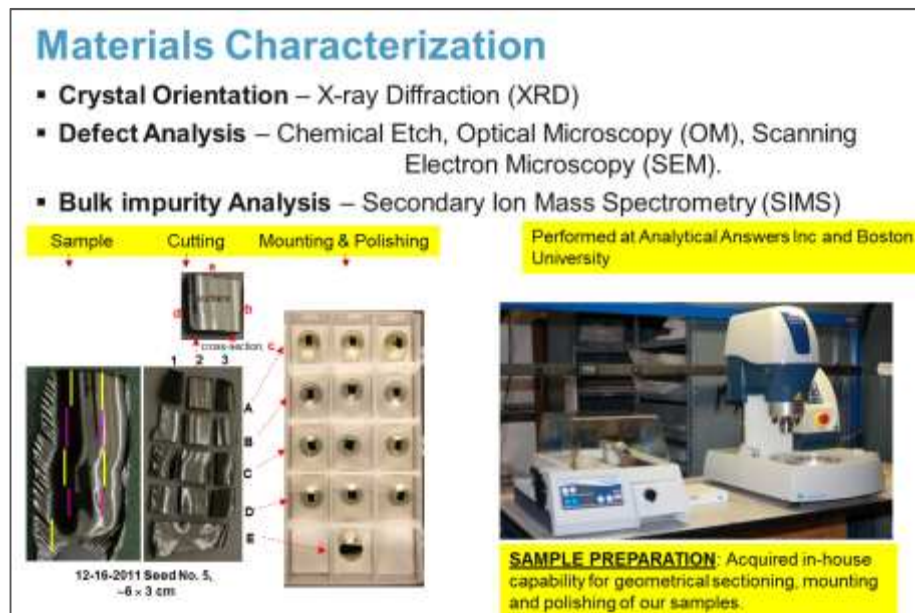 Materials Characterization
▪ Crystal Orientation – X-ray Diffraction (XRD)
▪ Defect Analysis – Chemical Etch, Optical Microscopy (OM), Scanning
Electron Microscopy (SEM).
▪ Bulk impurity Analysis – Secondary Ion Mass Spectrometry (SIMS)
Sample Cutting Mounting & Polishing
Performed at Analytical Answers Inc and Boston
University
a
surface
d b
cross-section c
1 2 3
A
B
C
D
E
12-16-2011 Seed No. 5,
~6 × 3 cm
SAMPLE PREPARATION: Acquired in-house
capability for geometrical sectioning, mounting
and polishing of our samples.